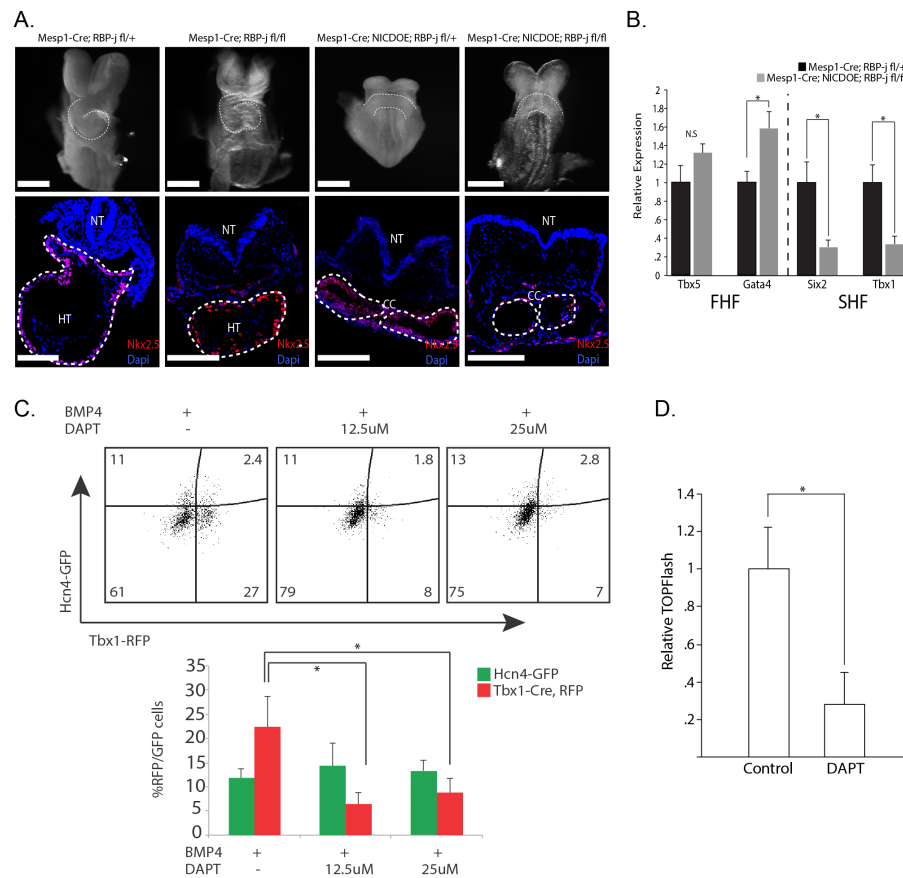 A.
Mesp1-Cre; RBP-j fl/+
Mesp1-Cre; RBP-j fl/fl
Mesp1-Cre; NICDOE; RBP-j fl/+
Mesp1-Cre; NICDOE; RBP-j fl/fl
NT
HT
Nkx2.5
Dapi
NT
HT
Nkx2.5
Dapi
NT
CC
Nkx2.5
Dapi
NT
CC
Nkx2.5
Dapi
B.
Mesp1-Cre; RBP-j fl/+
Mesp1-Cre; NICDOE; RBP-j fl/fl
Relative Expression
2
1.8
1.4
1
.8
.6
.4
.2
0
N.S
*
*
*
Tbx5
Gata4
Six2
Tbx1
FHF
SHF
C.
BMP4 + + +
DAPT - 12.5uM 25uM
11 2.4
61 27
11 1.8
79 8
13 2.8
75 7
Hcn4-GFP
Tbx1-RFP
*
*
Hcn4-GFP
Tbx1-Cre, RFP
%RFP/GFP cells
35
30
25
20
15
10
5
0
BMP4 + + +
DAPT - 12.5uM 25uM
D.
Relative TOPFlash
1.4
1.2
1
.8
.6
.4
.2
*
Control
DAPT